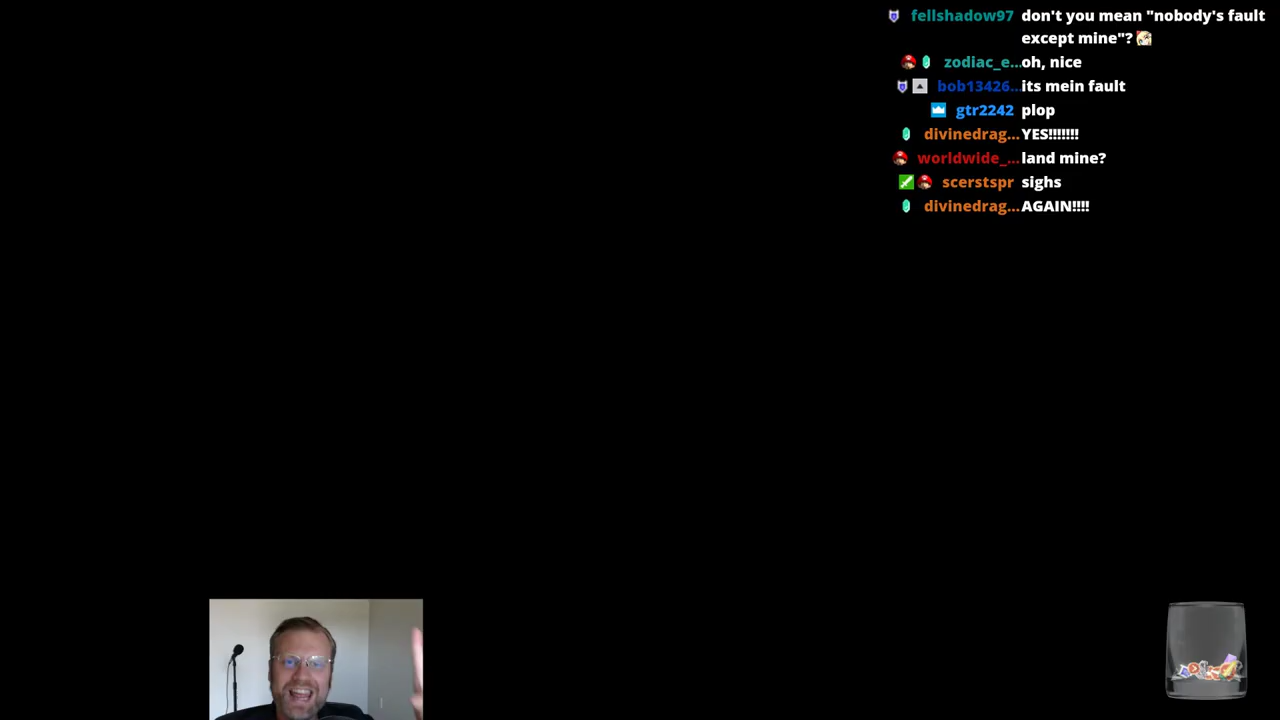 fellshadow97 don't you mean "nobody's fault
except mine"?
zodiac_e... oh, nice
bob13426... its mein fault
gtr2242 plop
divinedrag... YES!!!!!!!
worldwide_... land mine?
scerstspr sighs
divinedrag... AGAIN!!!!